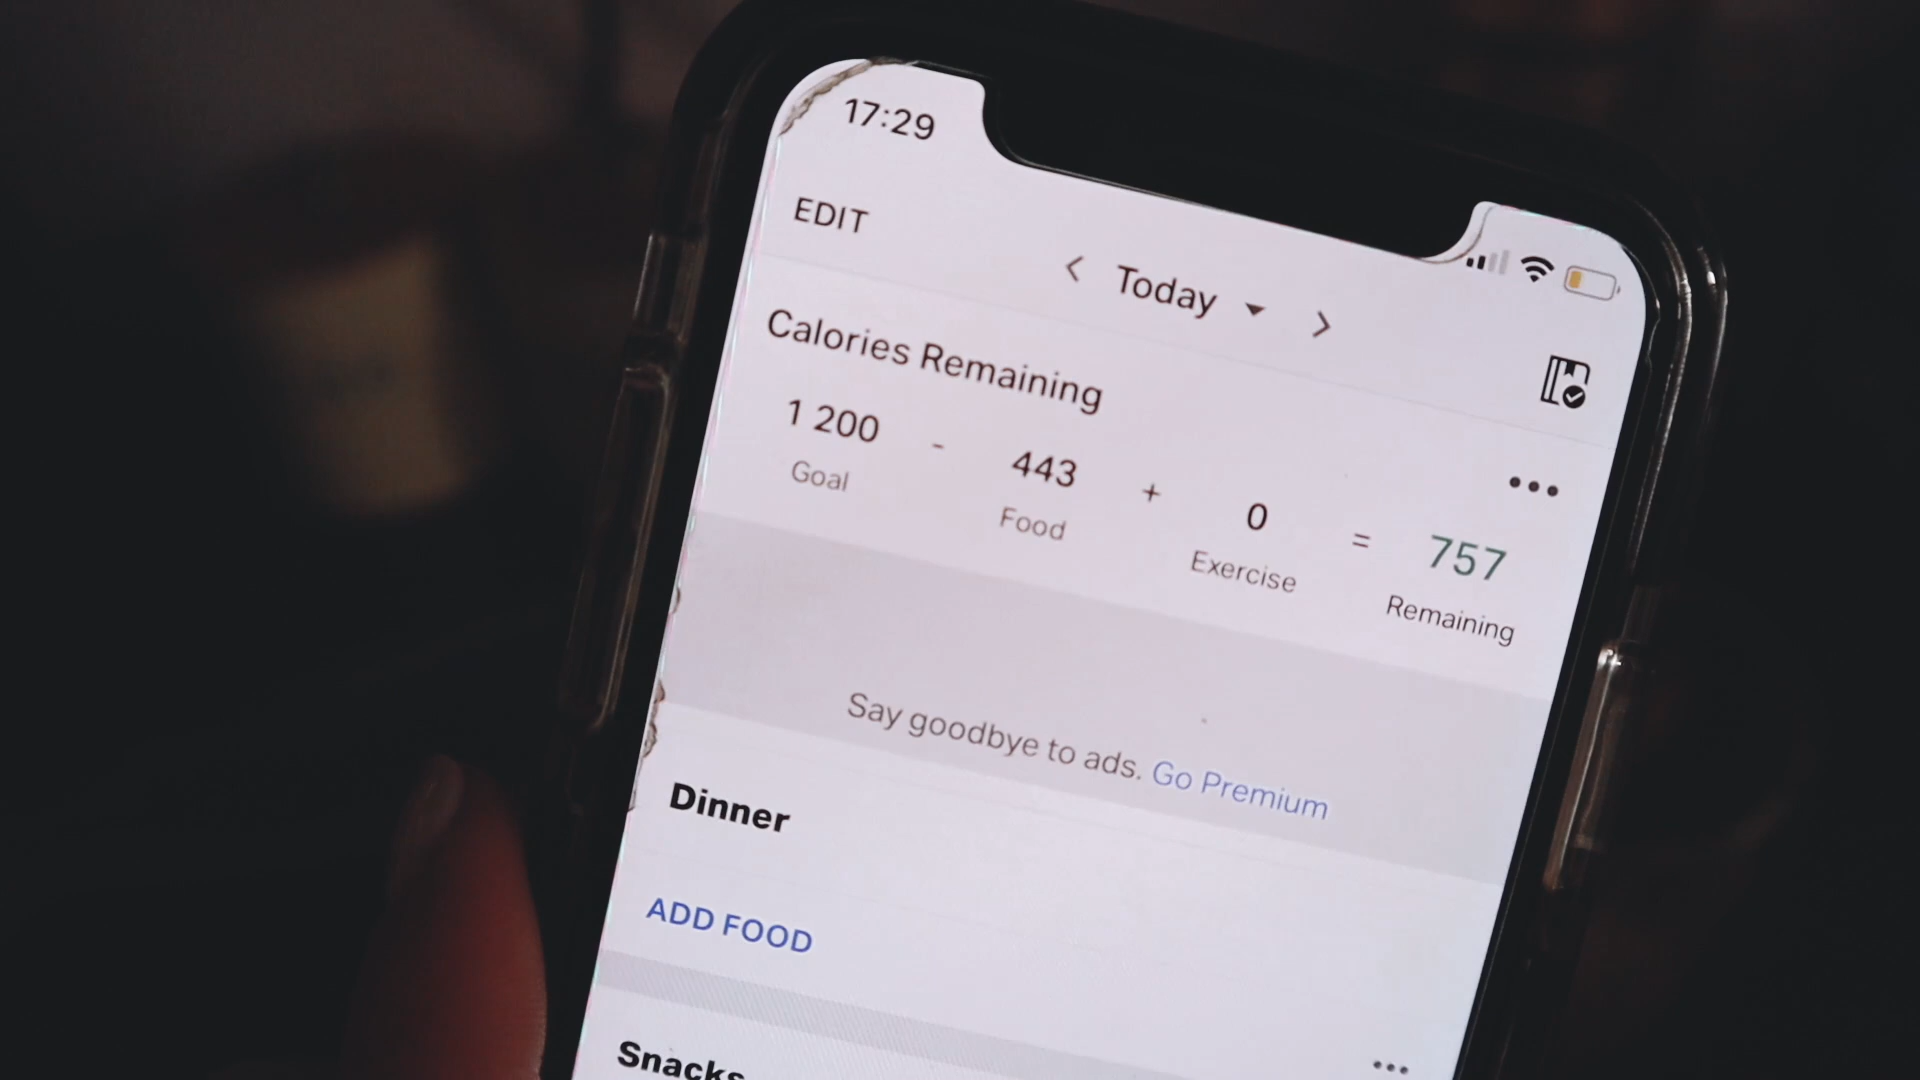 17:29
EDIT
Today
Calories Remaining
1 200 - 443 + 0 = 757
Goal Food Exercise Remaining
Say goodbye to ads. Go Premium
Dinner
ADD FOOD
Snacks